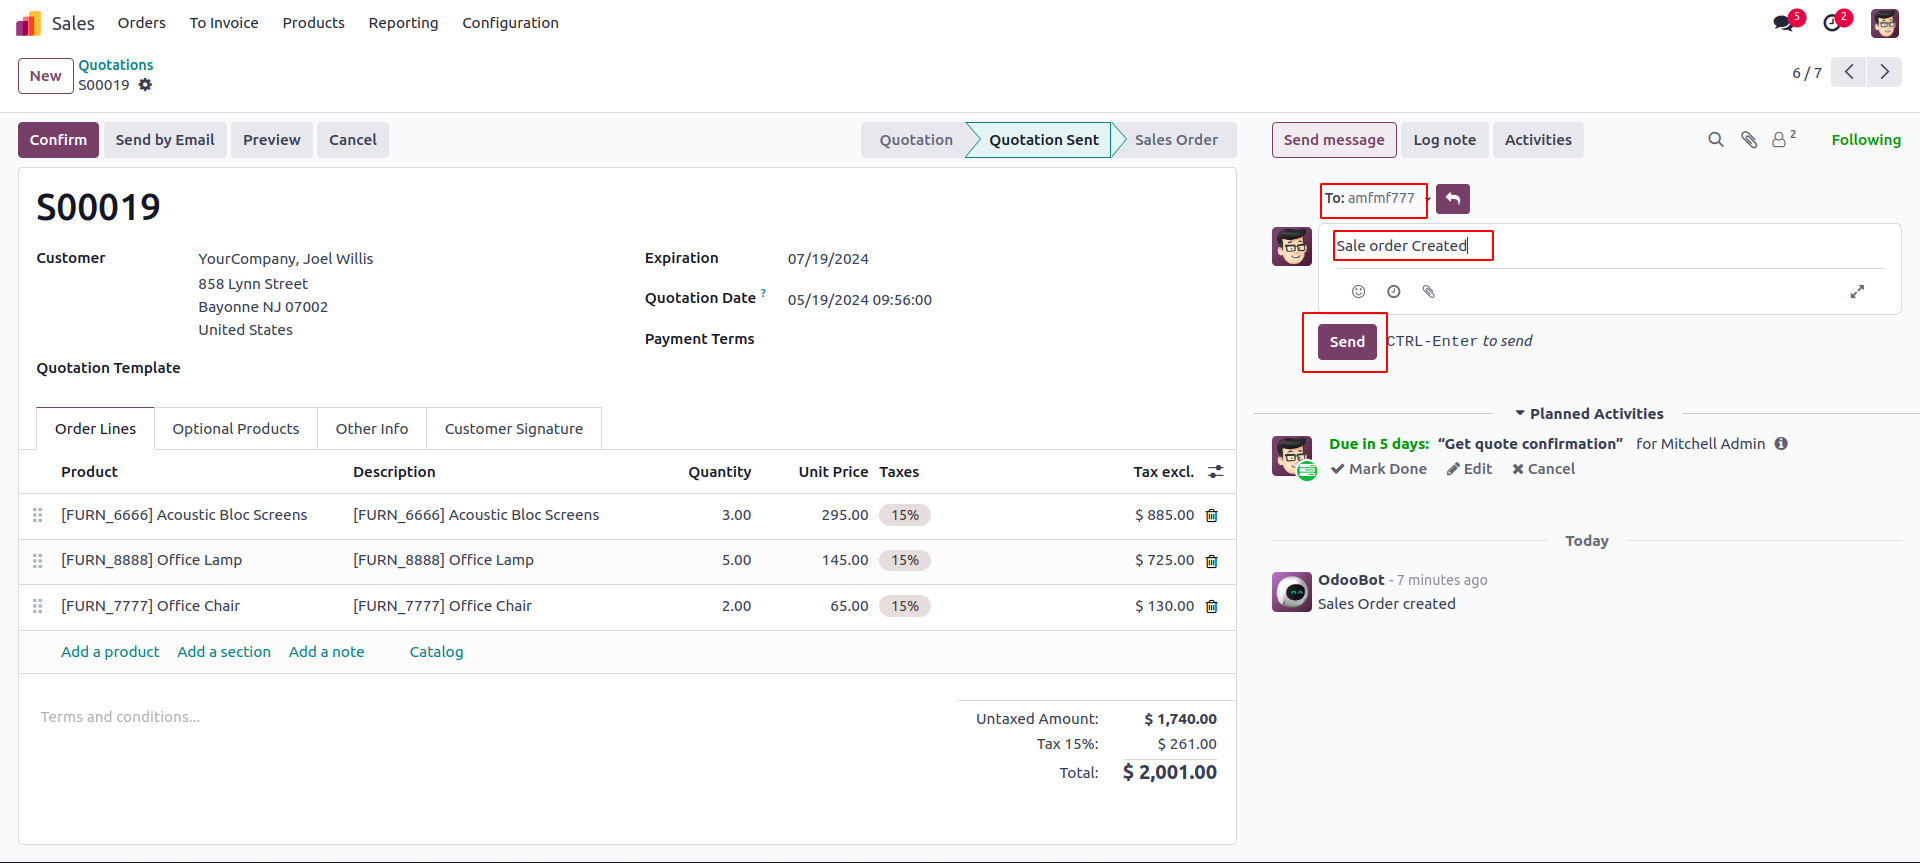 Sales Orders To Invoice Products Reporting Configuration 5 2
New Quotations
S00019 6 / 7
Confirm Send by Email Preview Cancel Quotation Quotation Sent Sales Order Send message Log note Activities 2 Following
S00019
To: amfmf777
Sale order Created
Send CTRL-Enter to send
Customer YourCompany, Joel Willis
858 Lynn Street
Bayonne NJ 07002
United States
Expiration 07/19/2024
Quotation Date ? 05/19/2024 09:56:00
Payment Terms
Quotation Template
Order Lines Optional Products Other Info Customer Signature
Product Description Quantity Unit Price Taxes Tax excl.
[FURN_6666] Acoustic Bloc Screens [FURN_6666] Acoustic Bloc Screens 3.00 295.00 15% $ 885.00
[FURN_8888] Office Lamp [FURN_8888] Office Lamp 5.00 145.00 15% $ 725.00
[FURN_7777] Office Chair [FURN_7777] Office Chair 2.00 65.00 15% $ 130.00
Add a product Add a section Add a note Catalog
Terms and conditions...
Untaxed Amount: $ 1,740.00
Tax 15%: $ 261.00
Total: $ 2,001.00
Planned Activities
Due in 5 days: “Get quote confirmation” for Mitchell Admin
Mark Done Edit Cancel
Today
OdooBot - 7 minutes ago
Sales Order created